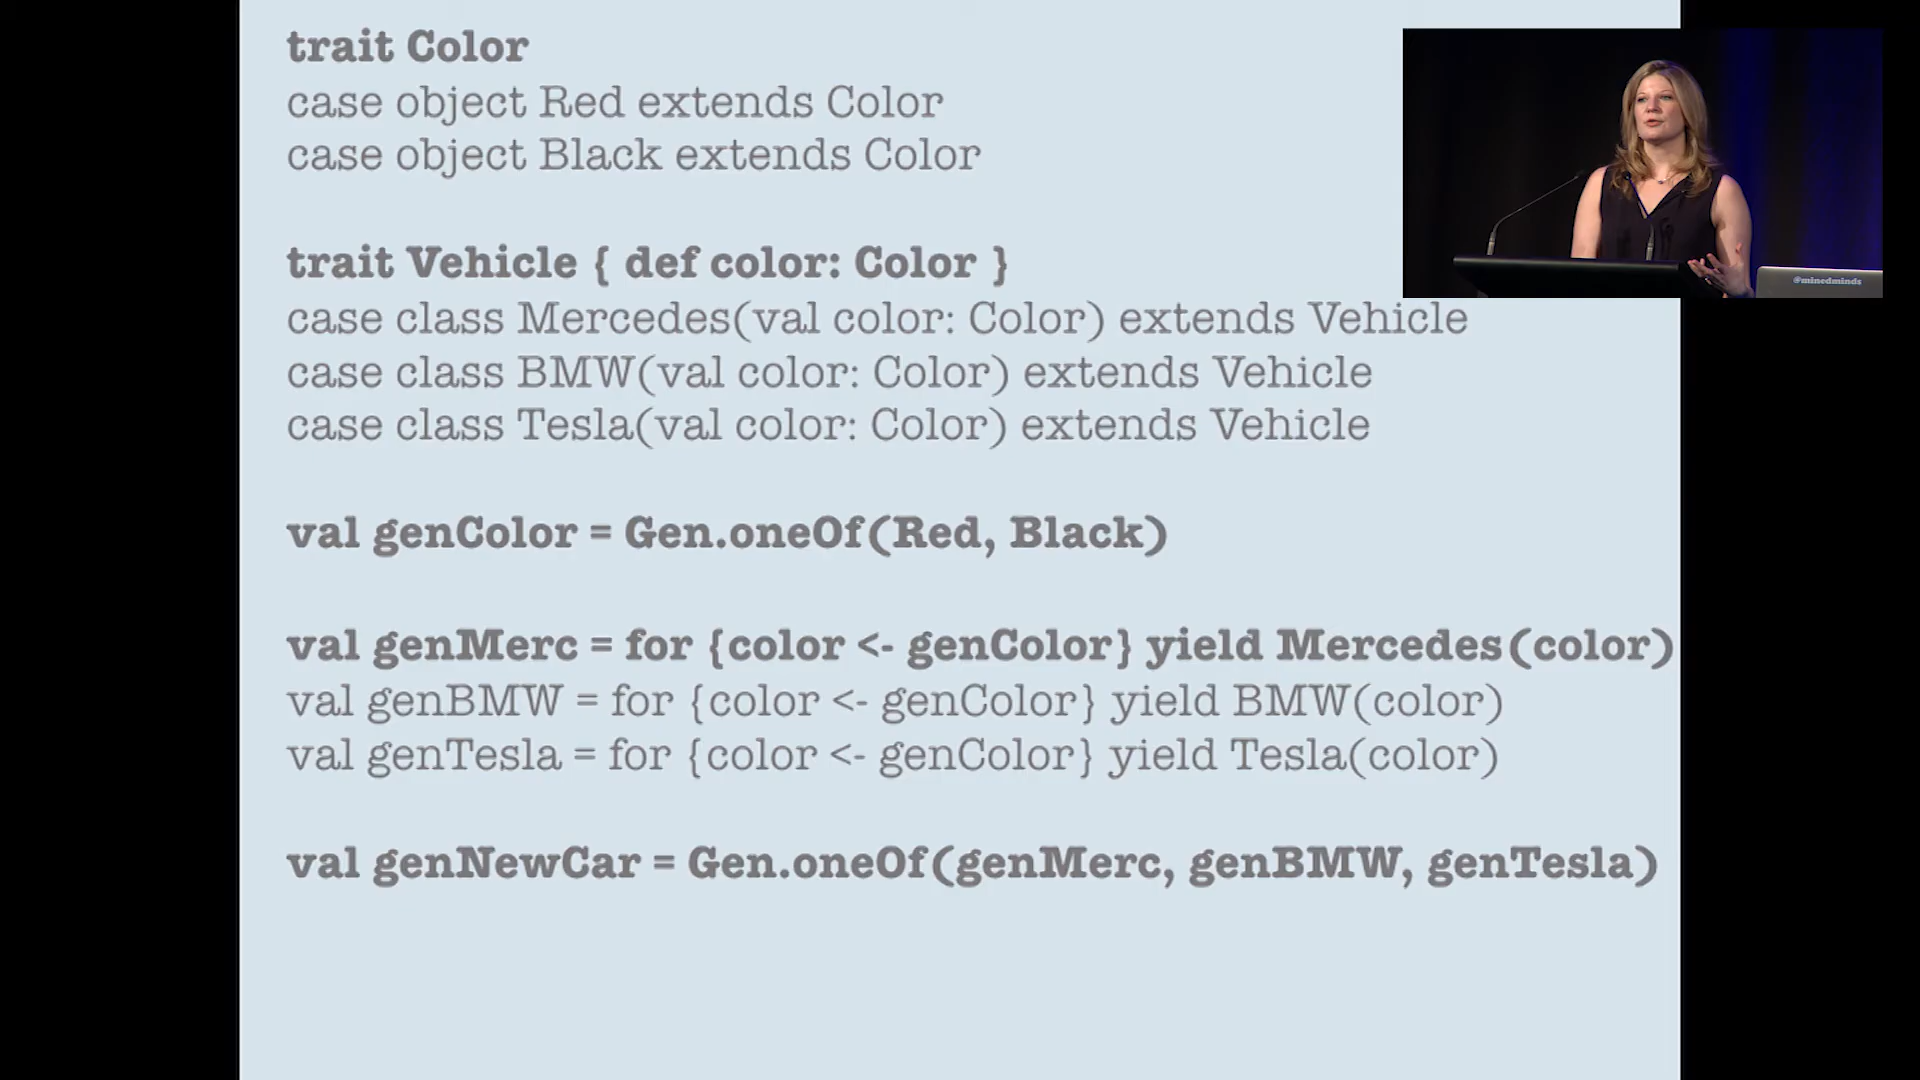 trait Color
case object Red extends Color
case object Black extends Color
trait Vehicle { def color: Color }
case class Mercedes(val color: Color) extends Vehicle
case class BMW(val color: Color) extends Vehicle
case class Tesla(val color: Color) extends Vehicle
val genColor = Gen.oneOf(Red, Black)
val genMerc = for {color <- genColor} yield Mercedes(color)
val genBMW = for {color <- genColor} yield BMW(color)
val genTesla = for {color <- genColor} yield Tesla(color)
val genNewCar = Gen.oneOf(genMerc, genBMW, genTesla)
@minedminds